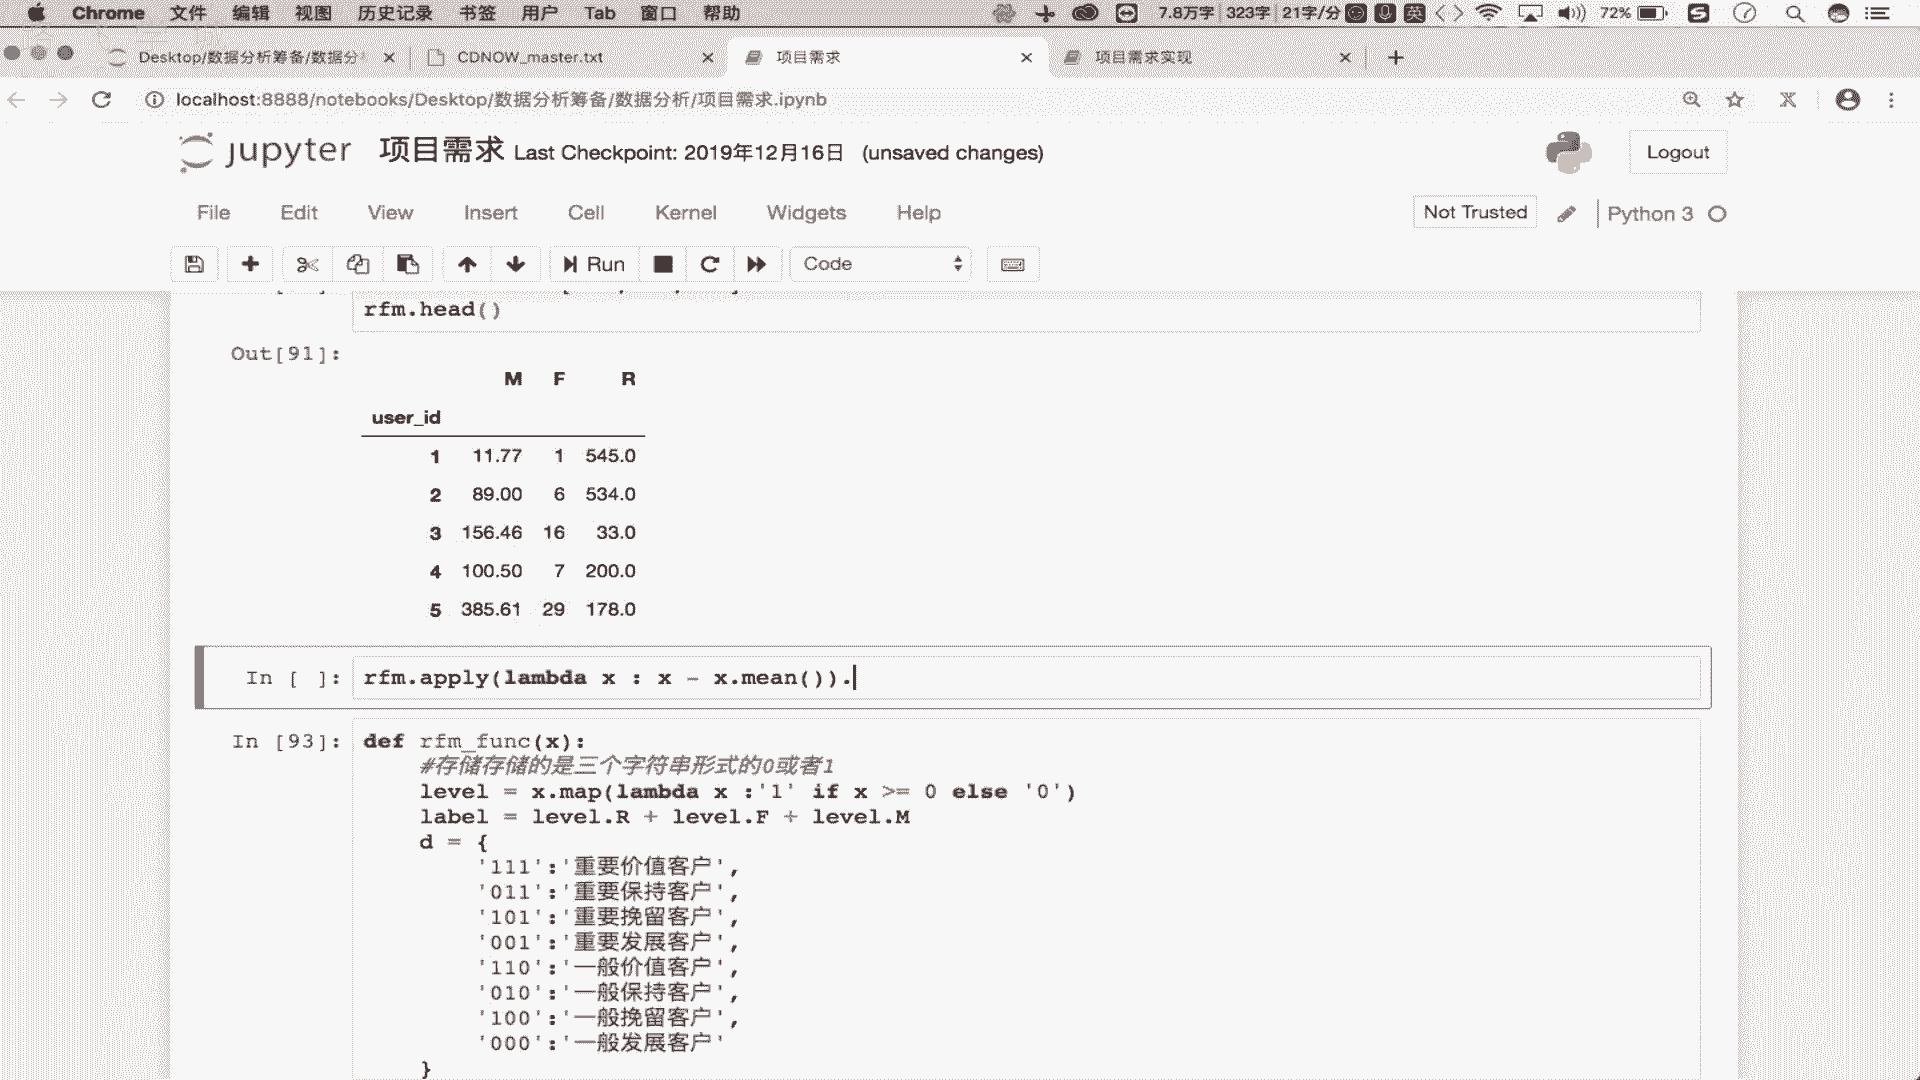 Chrome 文件 编辑 视图 历史记录 书签 用户 Tab 窗口 帮助 7.8万字 323字 21字/分 英 72%
Desktop/数据分析筹备/数据分 CDNOW_master.txt 项目需求 项目需求实现
localhost:8888/notebooks/Desktop/数据分析筹备/数据分析/项目需求.ipynb
jupyter 项目需求 Last Checkpoint: 2019年12月16日 (unsaved changes) Logout
File Edit View Insert Cell Kernel Widgets Help Not Trusted Python 3
Run Code
rfm.head()
Out[91]:
M F R
user_id
1 11.77 1 545.0
2 89.00 6 534.0
3 156.46 16 33.0
4 100.50 7 200.0
5 385.61 29 178.0
In [ ]: rfm.apply(lambda x : x - x.mean()).
In [93]: def rfm_func(x):
#存储存储的是三个字符串形式的0或者1
level = x.map(lambda x :'1' if x >= 0 else '0')
label = level.R + level.F + level.M
d = {
'111':'重要价值客户',
'011':'重要保持客户',
'101':'重要挽留客户',
'001':'重要发展客户',
'110':'一般价值客户',
'010':'一般保持客户',
'100':'一般挽留客户',
'000':'一般发展客户'
}